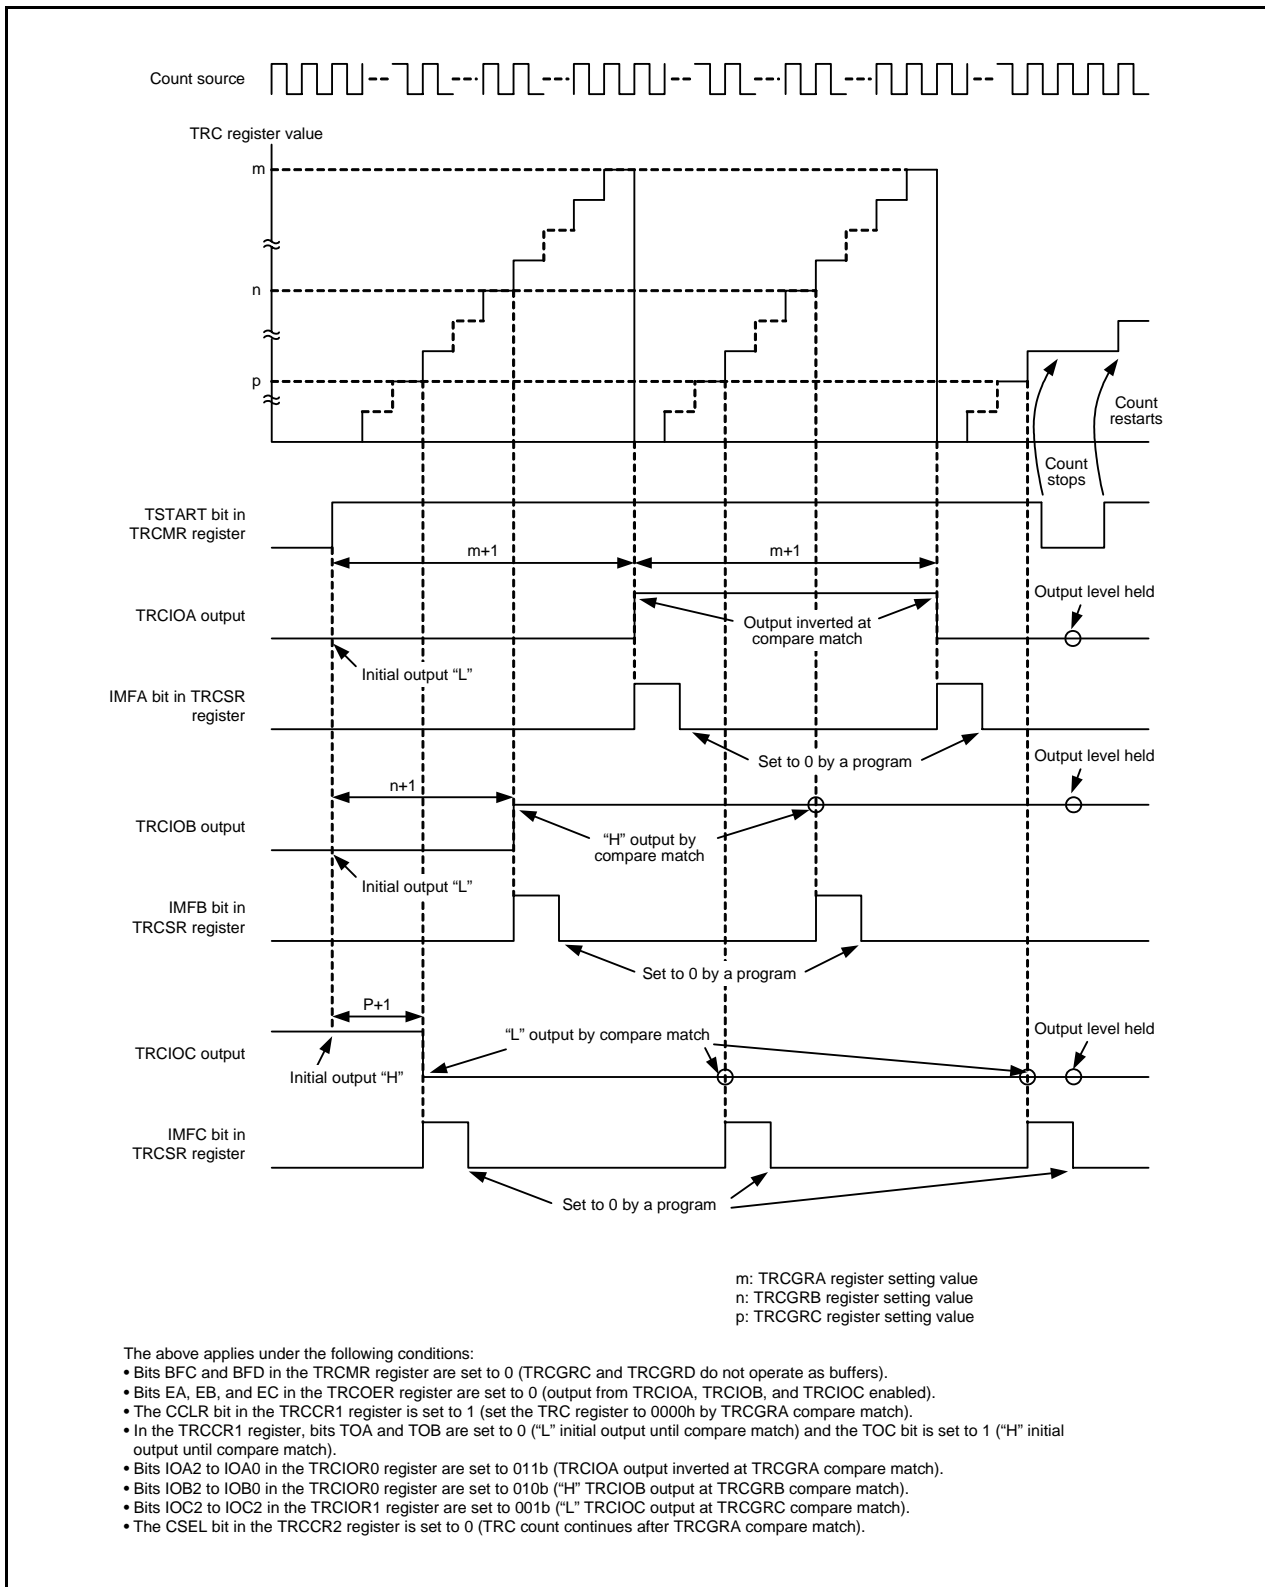 Count source
TRC register value
m
n
p
Count
restarts
Count
stops
TSTART bit in
TRCMR register
m+1
m+1
Output level held
TRCIOA output
Output inverted at
compare match
Initial output “L”
IMFA bit in TRCSR
register
Set to 0 by a program
Output level held
n+1
TRCIOB output
“H” output by
compare match
Initial output “L”
IMFB bit in
TRCSR register
Set to 0 by a program
P+1
“L” output by compare match
Output level held
TRCIOC output
Initial output “H”
IMFC bit in
TRCSR register
Set to 0 by a program
m: TRCGRA register setting value
n: TRCGRB register setting value
p: TRCGRC register setting value
The above applies under the following conditions:
• Bits BFC and BFD in the TRCMR register are set to 0 (TRCGRC and TRCGRD do not operate as buffers).
• Bits EA, EB, and EC in the TRCOER register are set to 0 (output from TRCIOA, TRCIOB, and TRCIOC enabled).
• The CCLR bit in the TRCCR1 register is set to 1 (set the TRC register to 0000h by TRCGRA compare match).
• In the TRCCR1 register, bits TOA and TOB are set to 0 (“L” initial output until compare match) and the TOC bit is set to 1 (“H” initial
output until compare match).
• Bits IOA2 to IOA0 in the TRCIOR0 register are set to 011b (TRCIOA output inverted at TRCGRA compare match).
• Bits IOB2 to IOB0 in the TRCIOR0 register are set to 010b (“H” TRCIOB output at TRCGRB compare match).
• Bits IOC2 to IOC2 in the TRCIOR1 register are set to 001b (“L” TRCIOC output at TRCGRC compare match).
• The CSEL bit in the TRCCR2 register is set to 0 (TRC count continues after TRCGRA compare match).